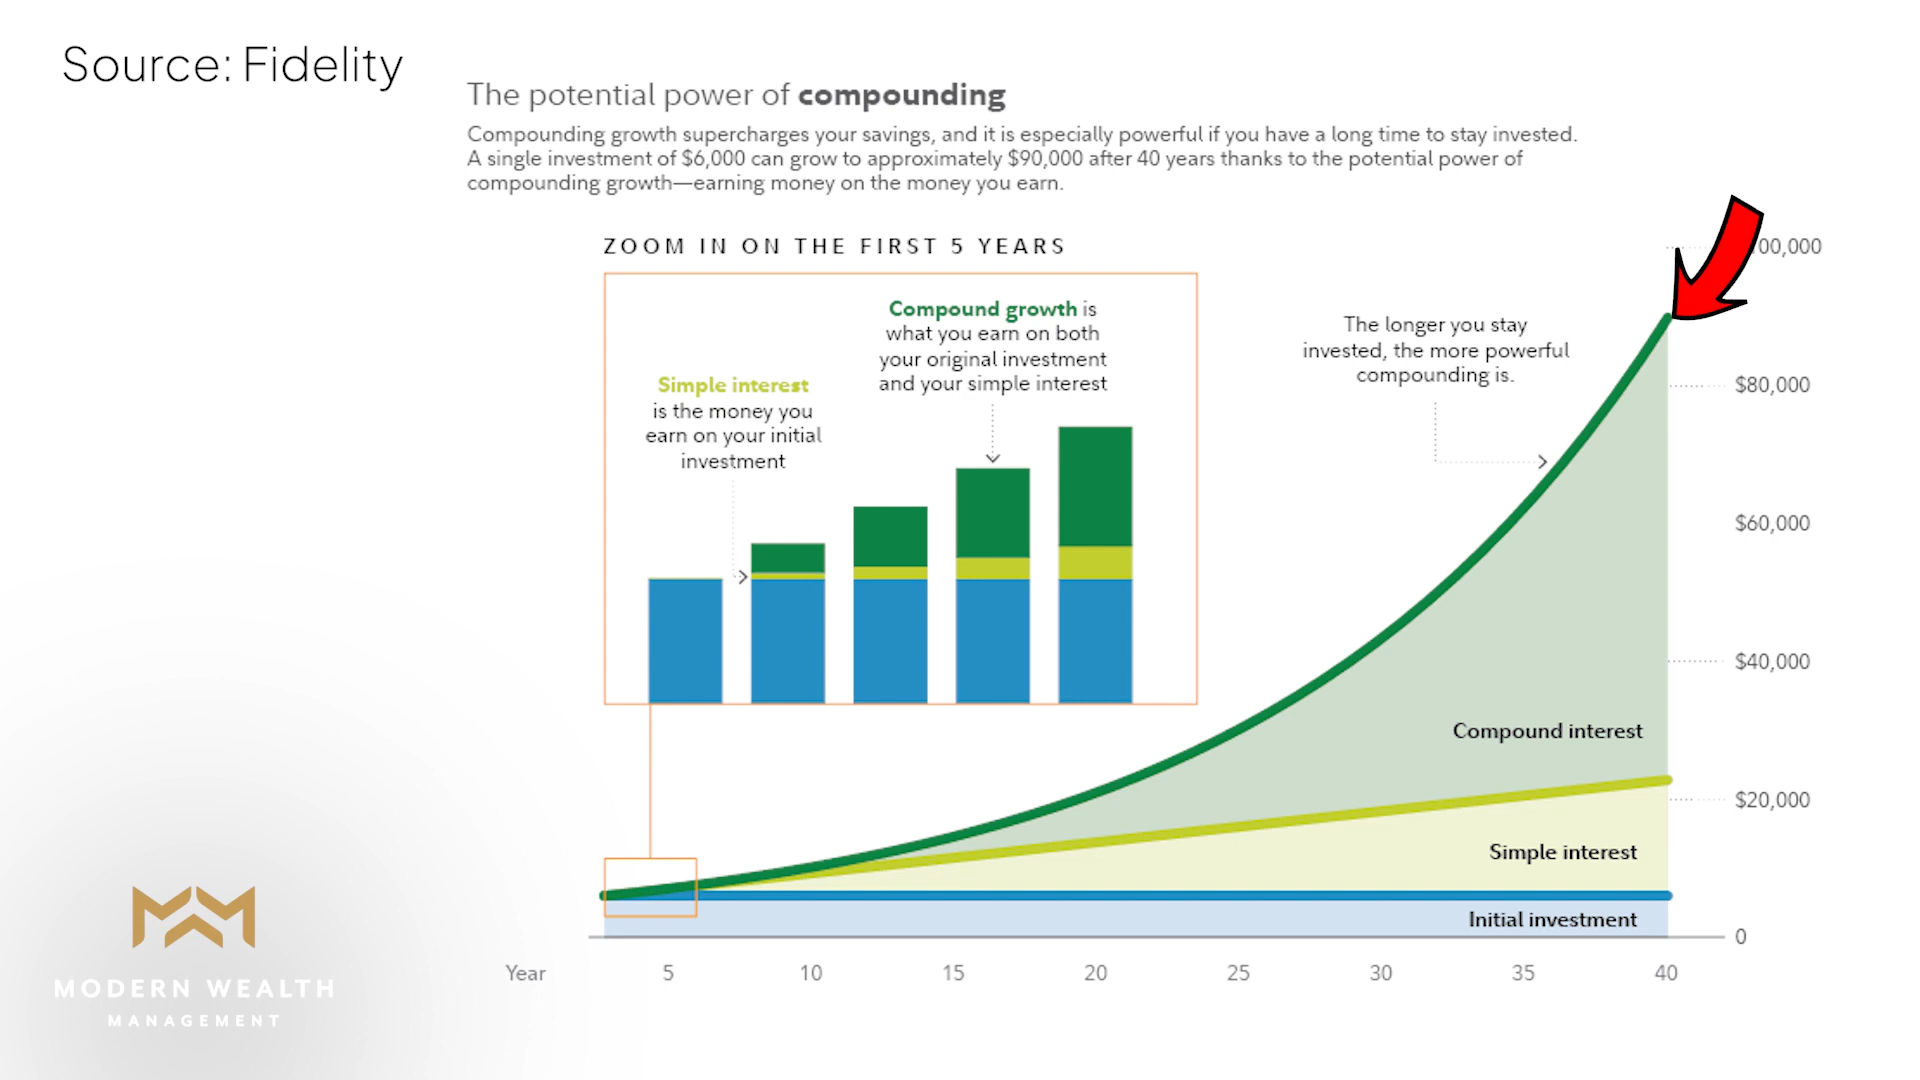 Source: Fidelity
The potential power of compounding
Compounding growth supercharges your savings, and it is especially powerful if you have a long time to stay invested.
A single investment of $6,000 can grow to approximately $90,000 after 40 years thanks to the potential power of
compounding growth—earning money on the money you earn.
ZOOM IN ON THE FIRST 5 YEARS
Compound growth is
what you earn on both
your original investment
and your simple interest
Simple interest
is the money you
earn on your initial
investment
The longer you stay
invested, the more powerful
compounding is.
00,000
$80,000
$60,000
$40,000
$20,000
0
Compound interest
Simple interest
Initial investment
Year 5 10 15 20 25 30 35 40
MODERN WEALTH
MANAGEMENT